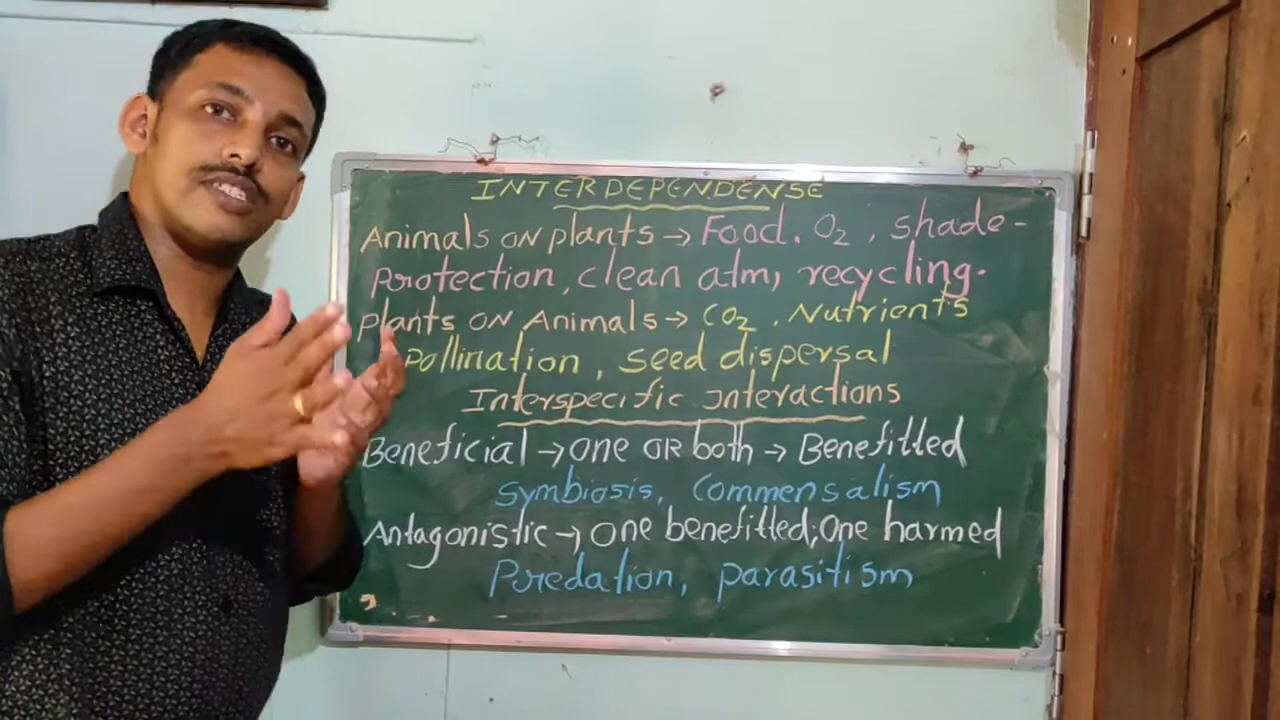 INTERDEPENDENSE
Animals on plants → Food. O₂, shade-
Protection, clean atm, recycling.
Plants on Animals → CO₂. Nutrients
Pollination, seed dispersal
Interspecific Interactions
Beneficial → one or both → Benefitted
Symbiosis, Commensalism
Antagonistic → one benefitted; one harmed
Predation, parasitism